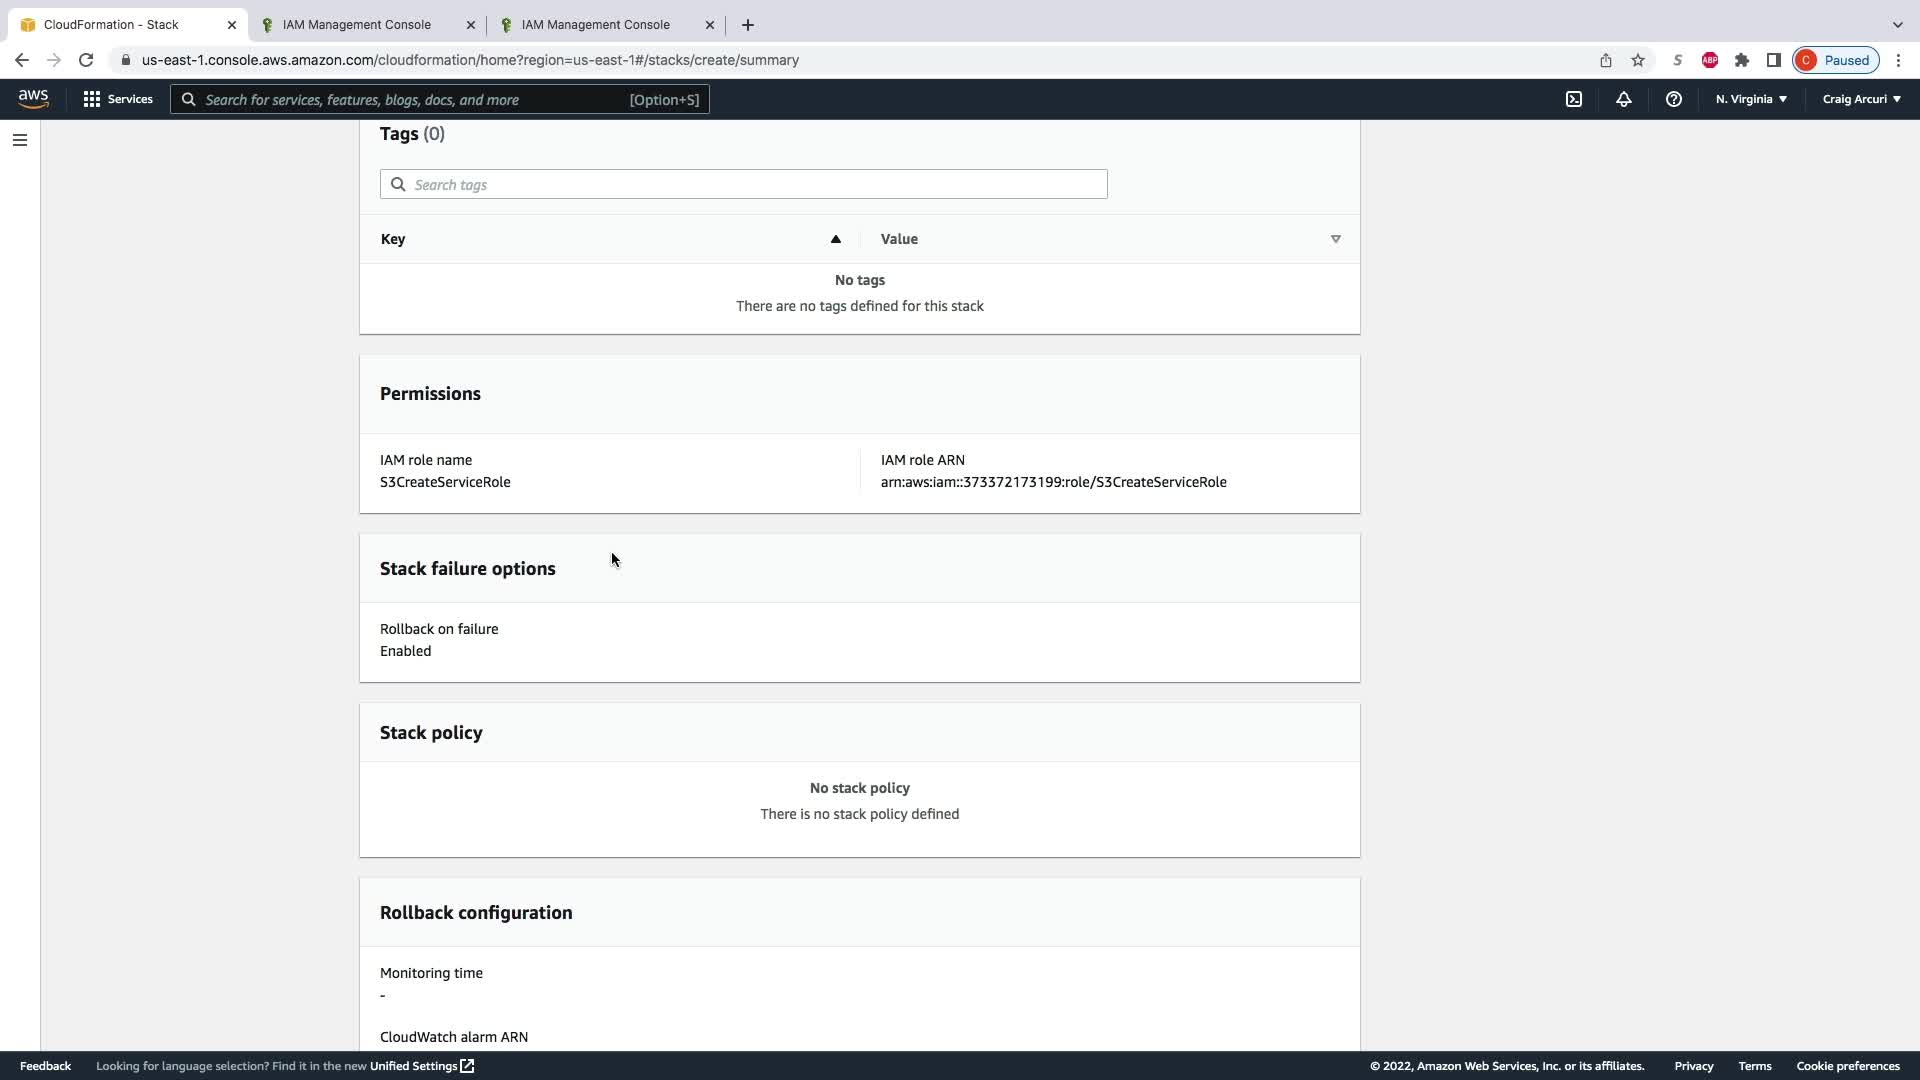 CloudFormation - Stack
IAM Management Console
IAM Management Console
us-east-1.console.aws.amazon.com/cloudformation/home?region=us-east-1#/stacks/create/summary
S
ABP
C Paused
aws
Services
Search for services, features, blogs, docs, and more [Option+S]
N. Virginia
Craig Arcuri
Tags (0)
Search tags
Key Value
No tags
There are no tags defined for this stack
Permissions
IAM role name
S3CreateServiceRole
IAM role ARN
arn:aws:iam::373372173199:role/S3CreateServiceRole
Stack failure options
Rollback on failure
Enabled
Stack policy
No stack policy
There is no stack policy defined
Rollback configuration
Monitoring time
-
CloudWatch alarm ARN
Feedback Looking for language selection? Find it in the new Unified Settings © 2022, Amazon Web Services, Inc. or its affiliates. Privacy Terms Cookie preferences